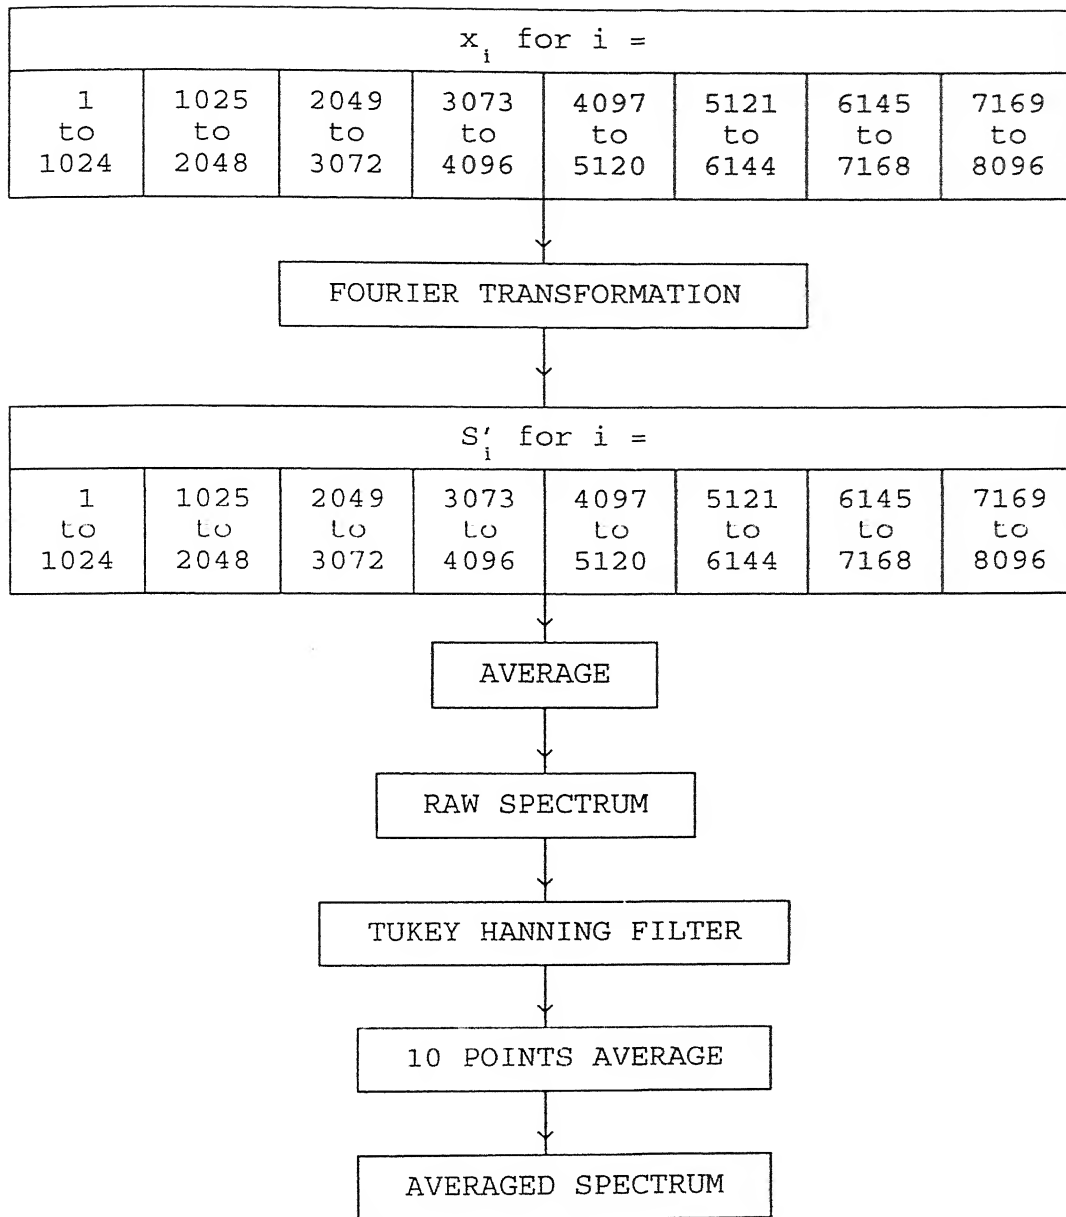 x_i for i =
1 1025 2049 3073 4097 5121 6145 7169
to to to to to to to to
1024 2048 3072 4096 5120 6144 7168 8096
FOURIER TRANSFORMATION
S'_i for i =
1 1025 2049 3073 4097 5121 6145 7169
to to to to to to to to
1024 2048 3072 4096 5120 6144 7168 8096
AVERAGE
RAW SPECTRUM
TUKEY HANNING FILTER
10 POINTS AVERAGE
AVERAGED SPECTRUM